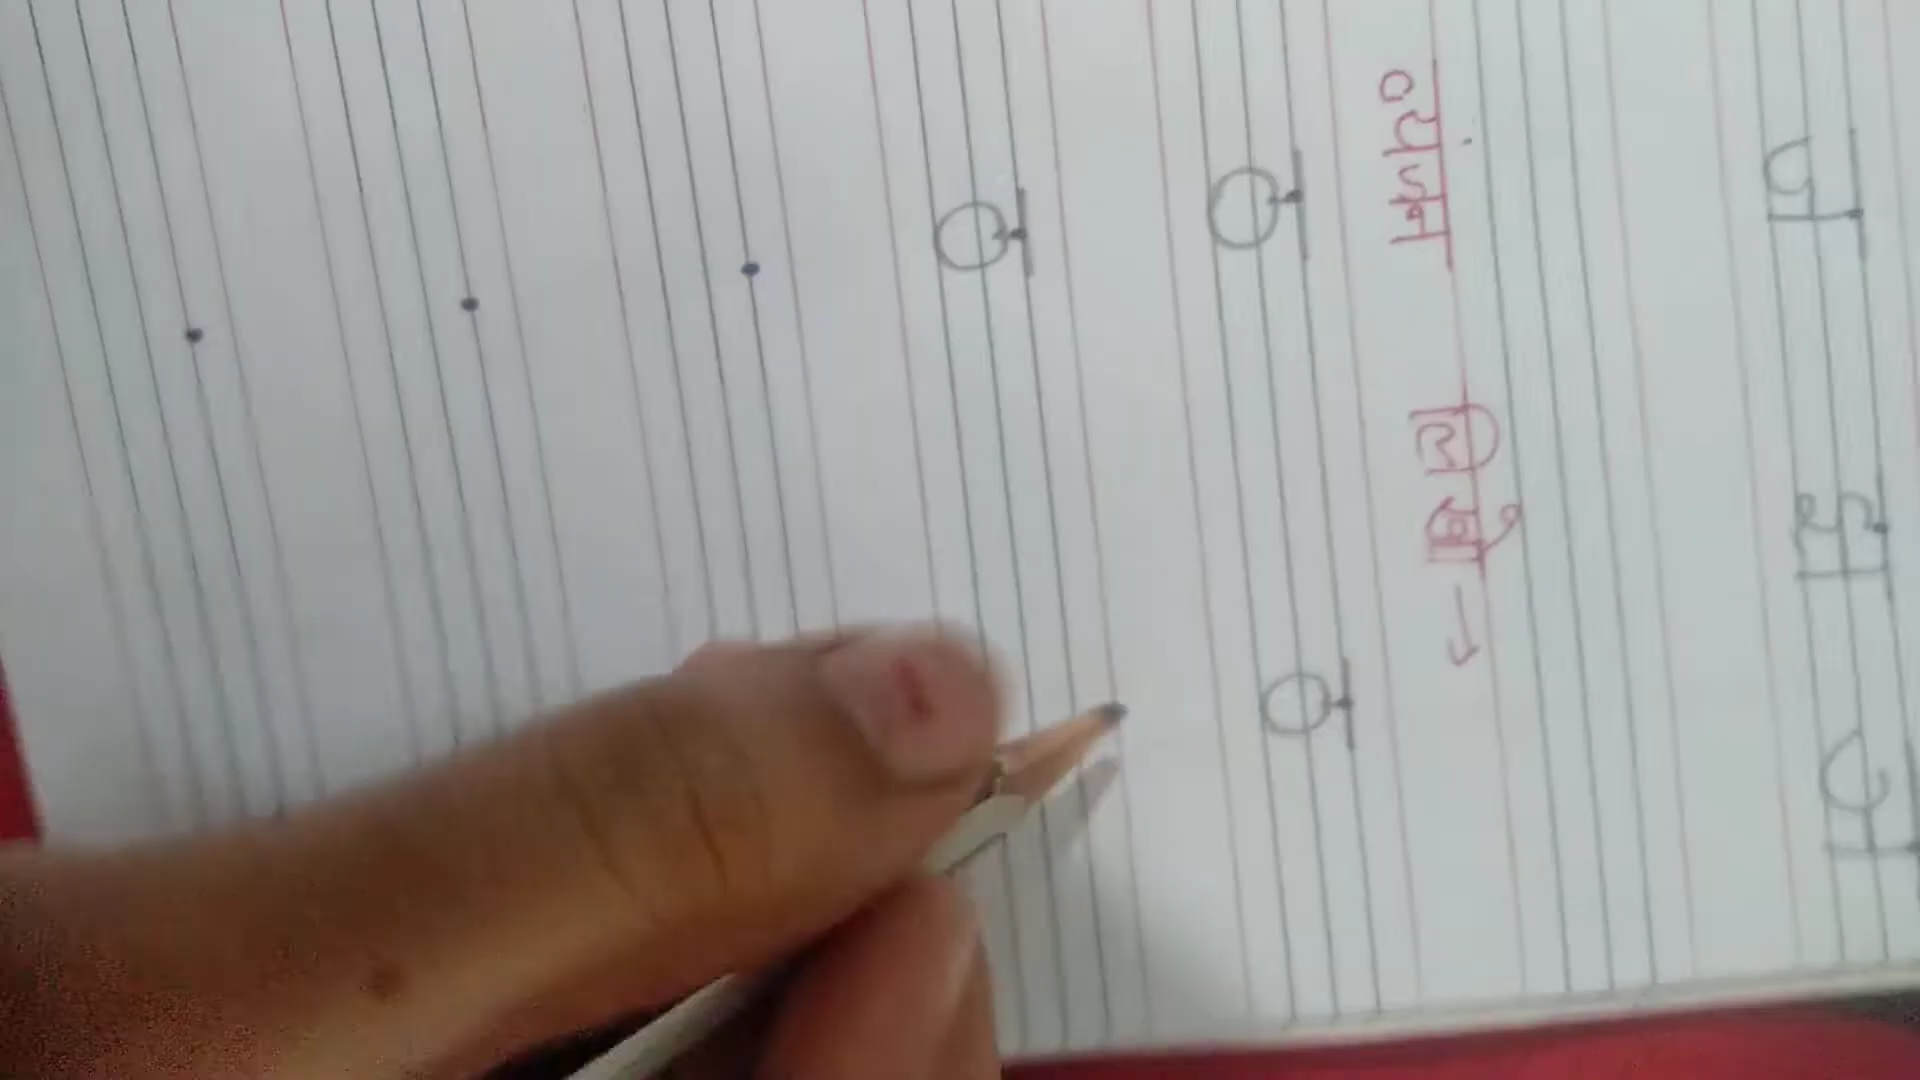 ज झ ञ
व्यंजन लिखो →
ठ ठ
ठ